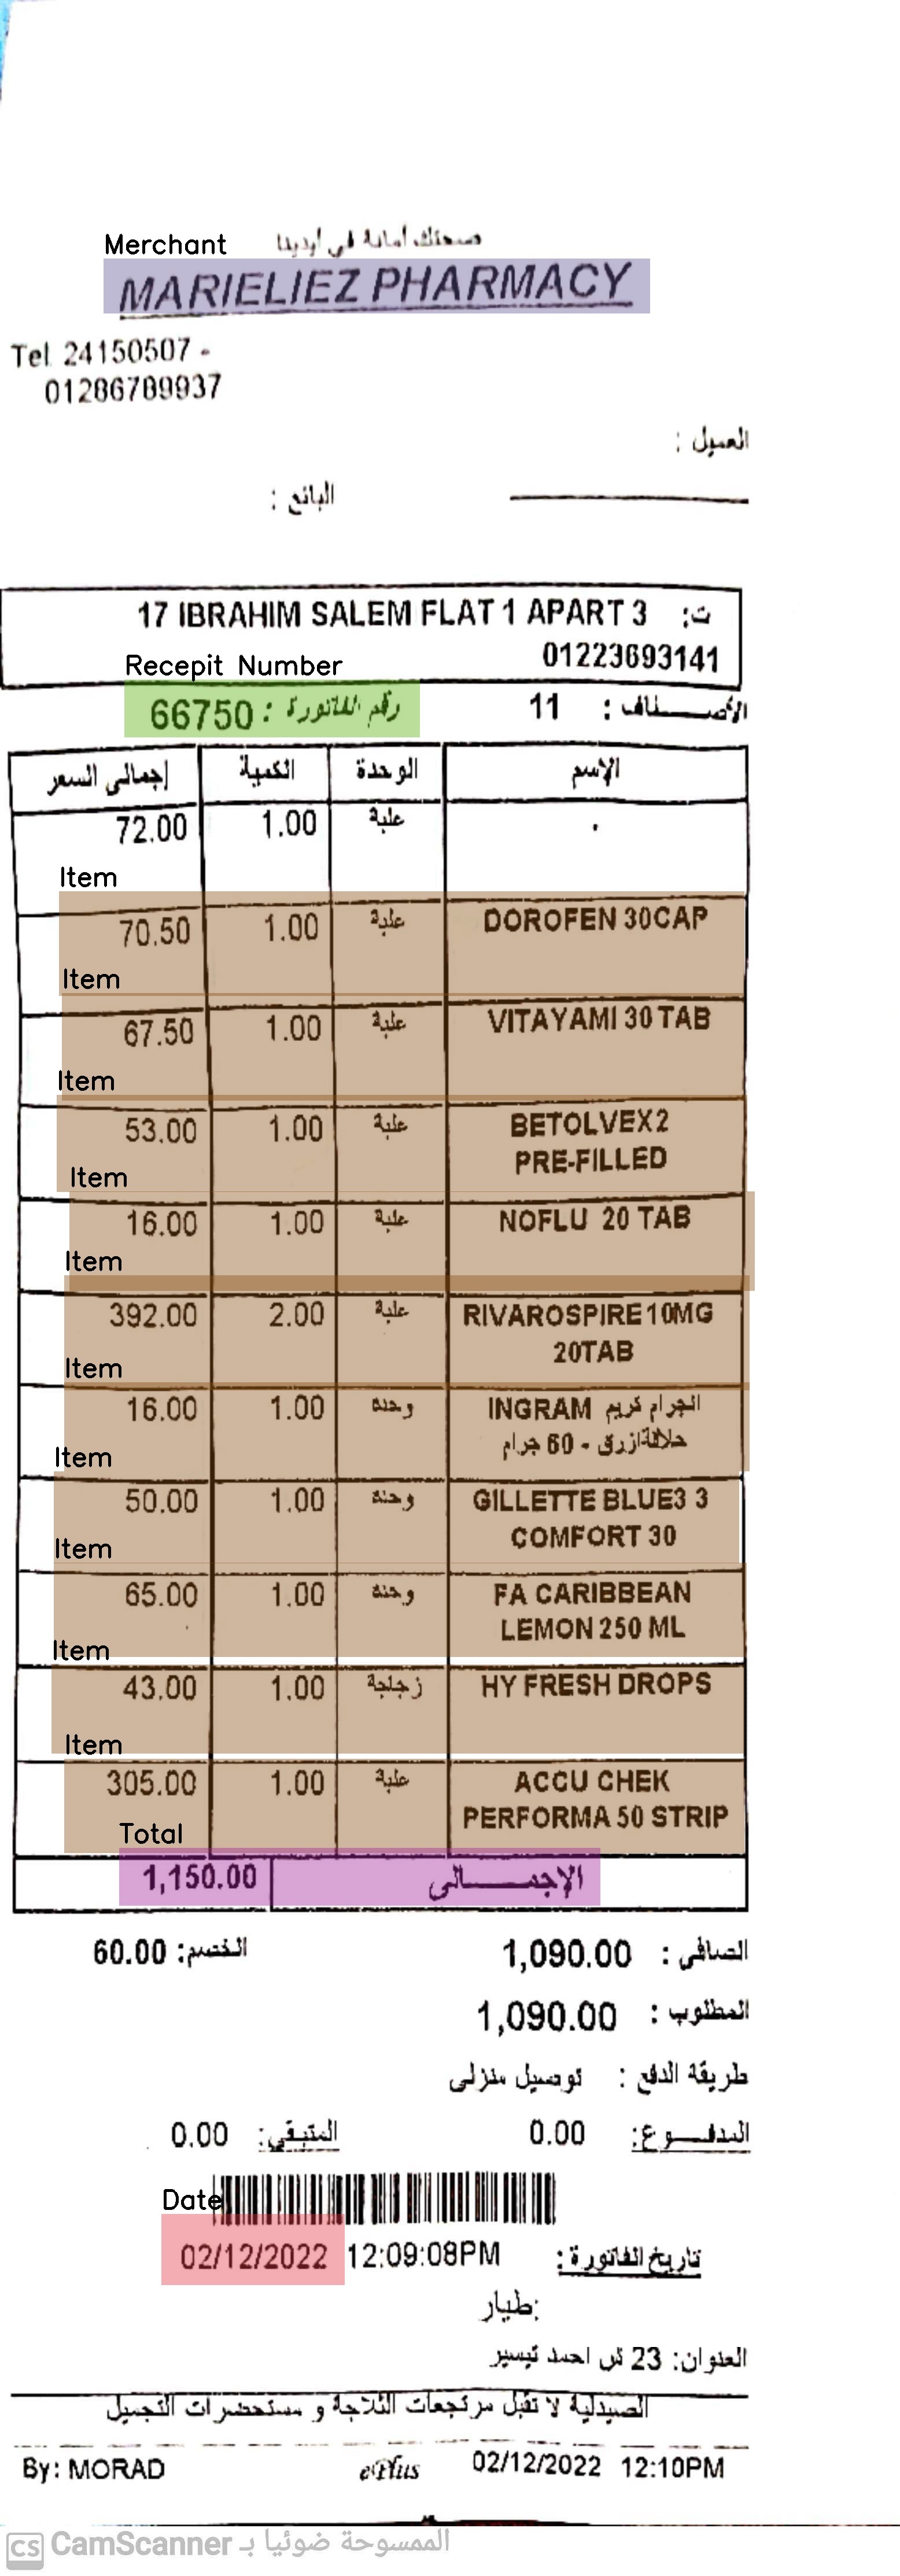 Merchant صحتك أمانة في أيدينا
MARIELIEZ PHARMACY
Tel 24150507 -
01286789937
العميل :
البائع :
17 IBRAHIM SALEM FLAT 1 APART 3 ت:
01223693141
Recepit Number
الأصـــــناف : 11 رقم الفاتورة : 66750
الإسم الوحدة الكمية إجمالى السعر
. علبة 1.00 72.00
Item
DOROFEN 30CAP علبة 1.00 70.50
Item
VITAYAMI 30 TAB علبة 1.00 67.50
Item
BETOLVEX2 علبة 1.00 53.00
PRE-FILLED
Item
NOFLU 20 TAB علبة 1.00 16.00
Item
RIVAROSPIRE10MG علبة 2.00 392.00
20TAB
Item
INGRAM انجرام كريم وحدة 1.00 16.00
حلاقة ازرق - 60 جرام
Item
GILLETTE BLUE3 3 وحدة 1.00 50.00
COMFORT 30
Item
FA CARIBBEAN وحدة 1.00 65.00
LEMON 250 ML
Item
HY FRESH DROPS زجاجة 1.00 43.00
Item
ACCU CHEK علبة 1.00 305.00
PERFORMA 50 STRIP
Total
الإجمـــــــالى 1,150.00
الصافى : 1,090.00 الخصم: 60.00
المطلوب : 1,090.00
طريقة الدفع : توصيل منزلى
المدفـــوع: 0.00 المتبقي: 0.00
Date
تاريخ الفاتورة : 02/12/2022 12:09:08PM
طيار:
العنوان: 23 ش احمد تيسير
الصيدلية لا تقبل مرتجعات الثلاجة و مستحضرات التجميل
By: MORAD ePlus 02/12/2022 12:10PM
CS CamScanner الممسوحة ضوئيا بـ